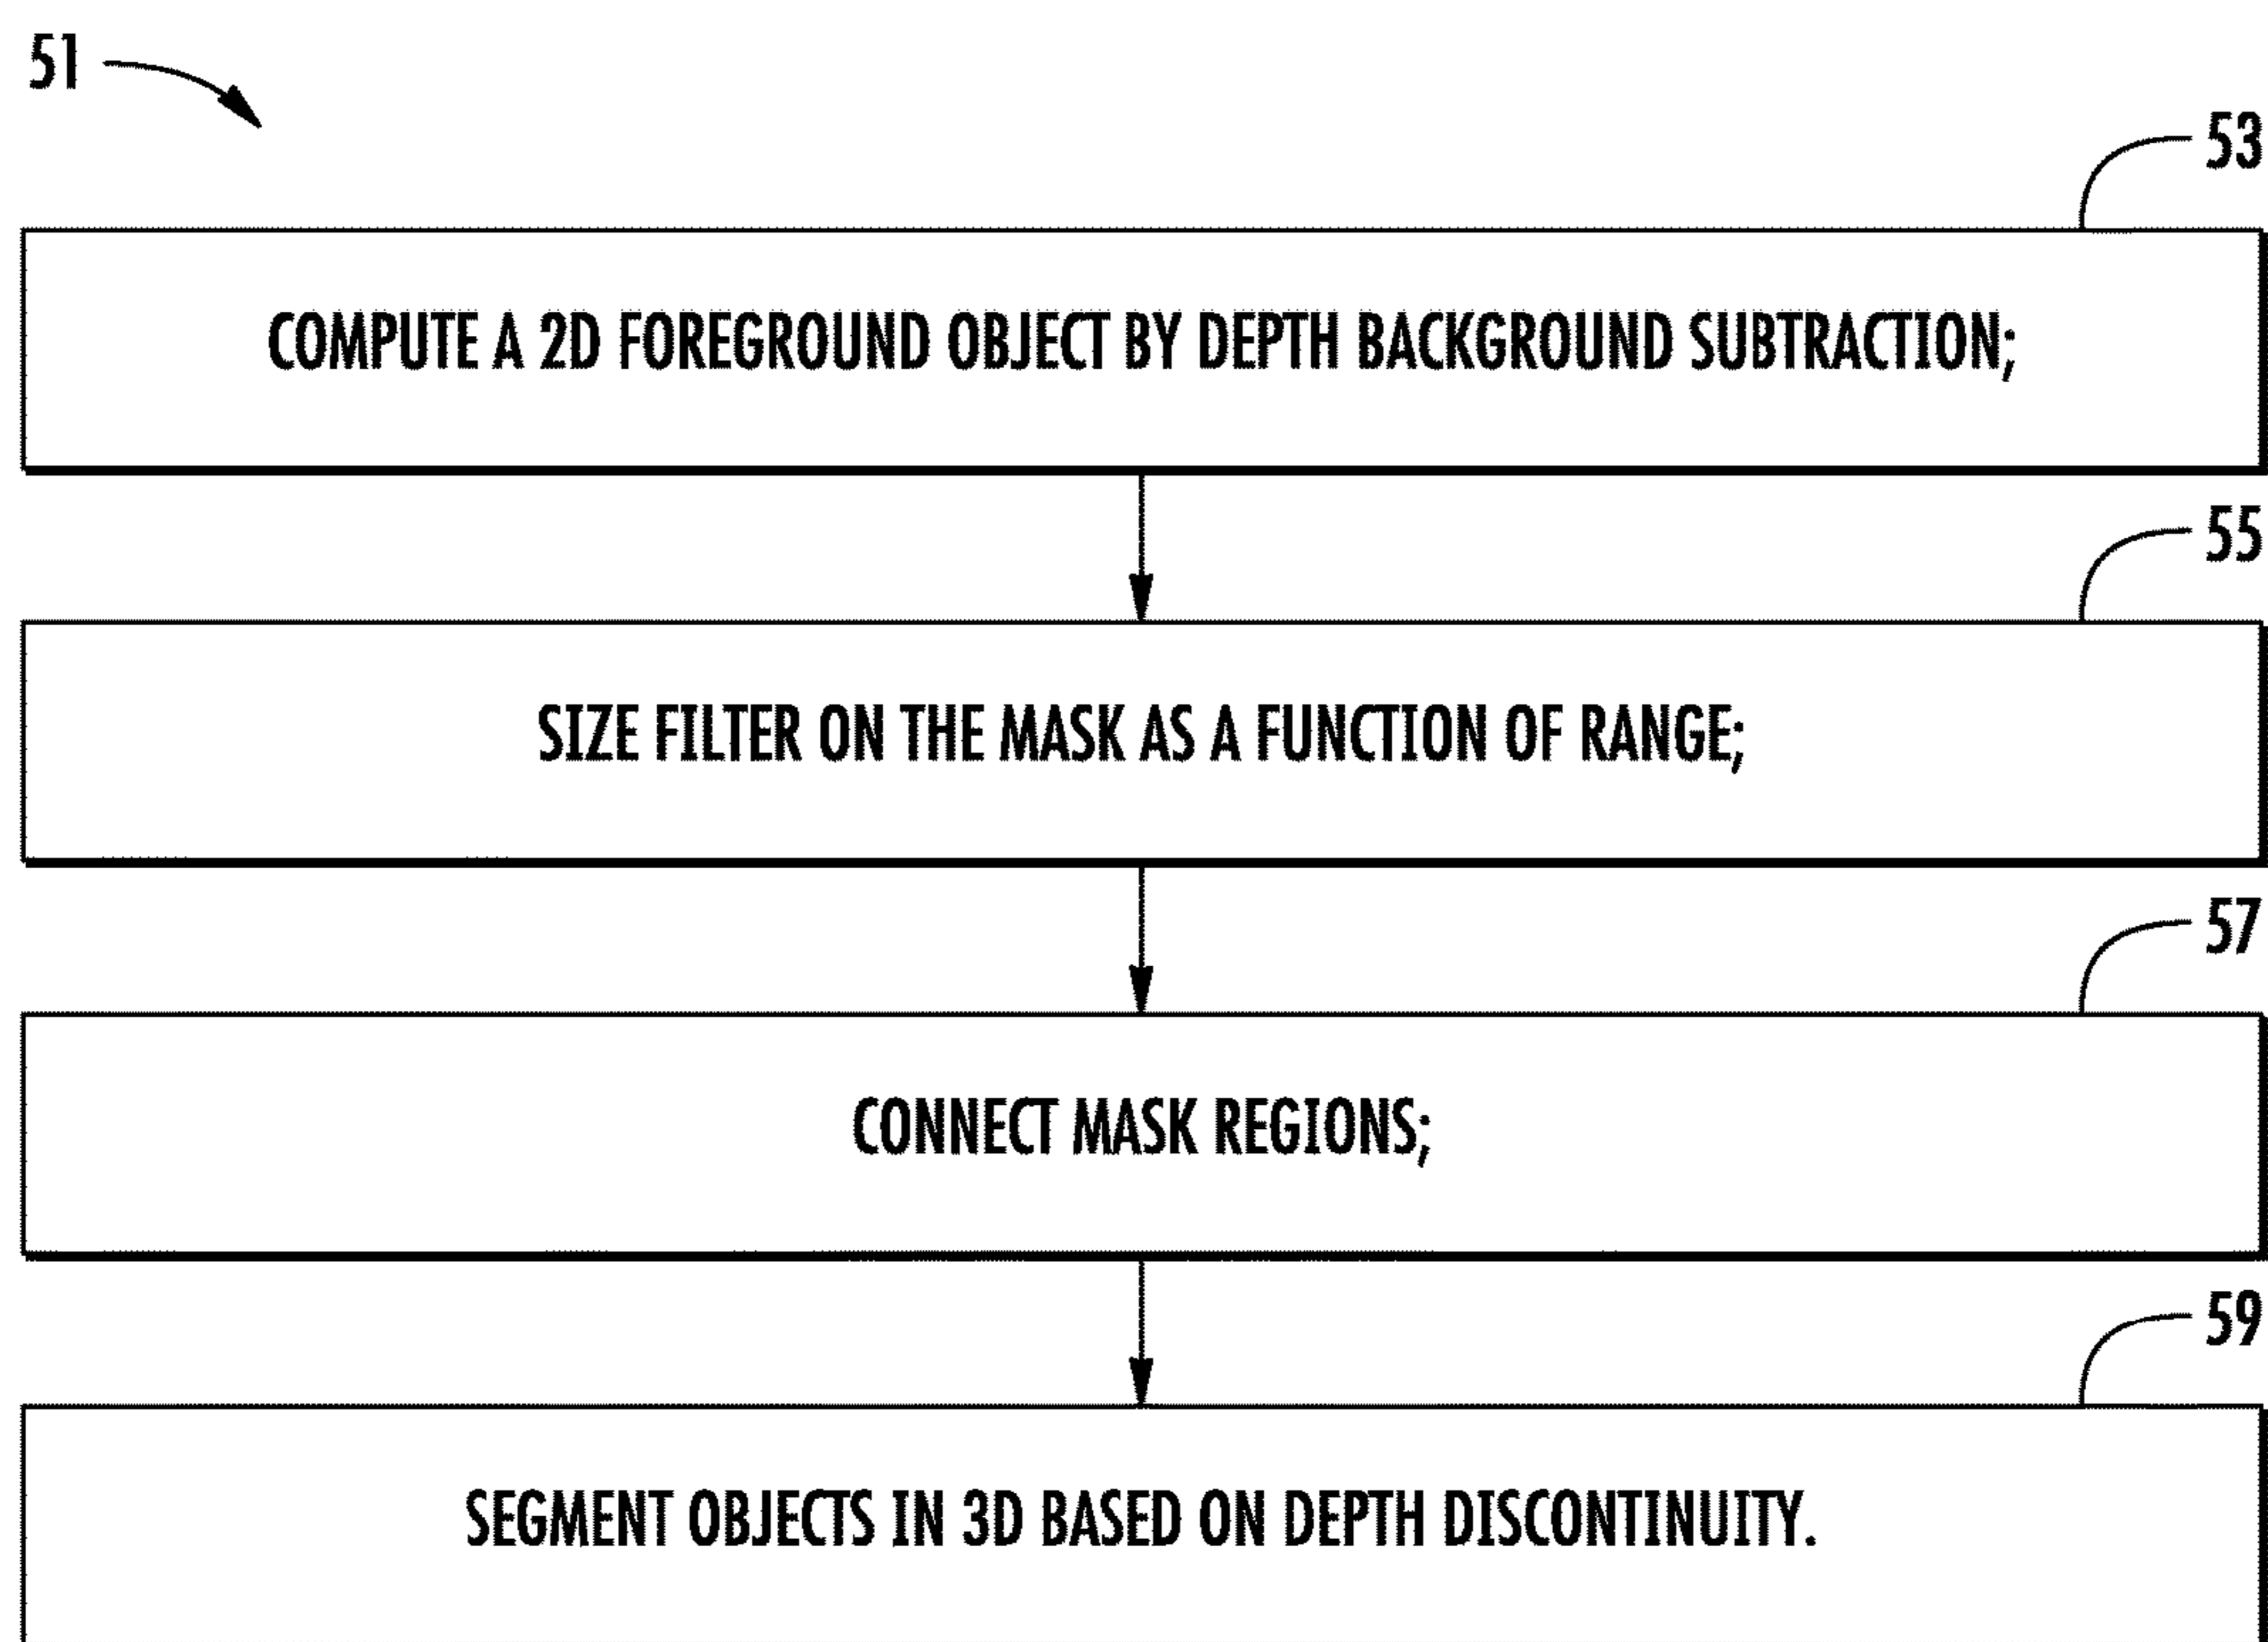 51
53
COMPUTE A 2D FOREGROUND OBJECT BY DEPTH BACKGROUND SUBTRACTION;
55
SIZE FILTER ON THE MASK AS A FUNCTION OF RANGE;
57
CONNECT MASK REGIONS;
59
SEGMENT OBJECTS IN 3D BASED ON DEPTH DISCONTINUITY.